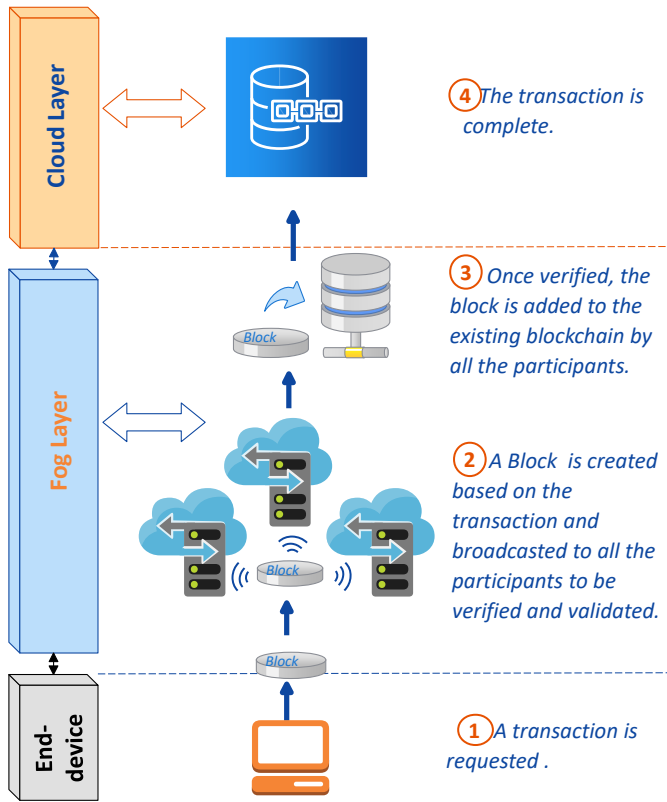 Cloud Layer
4 The transaction is
complete.
3 Once verified, the
block is added to the
existing blockchain by
all the participants.
Block
Fog Layer
2 A Block is created
based on the
transaction and
broadcasted to all the
participants to be
verified and validated.
Block
Block
End-
device
1 A transaction is
requested .